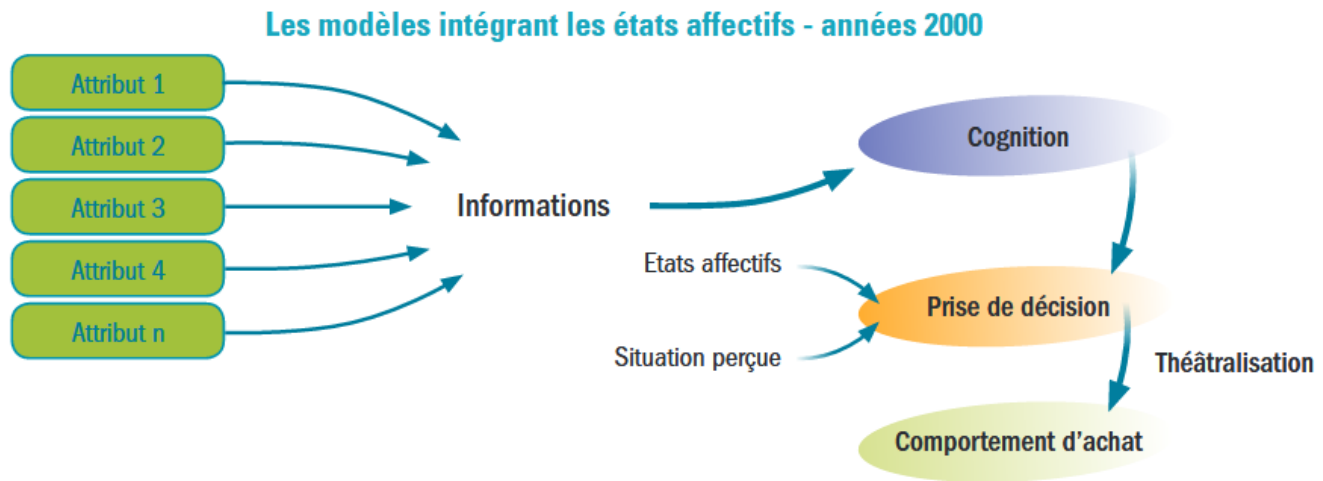 Les modèles intégrant les états affectifs - années 2000
Attribut 1
Attribut 2
Attribut 3
Attribut 4
Attribut n
Informations
Cognition
Etats affectifs
Prise de décision
Situation perçue
Théâtralisation
Comportement d'achat